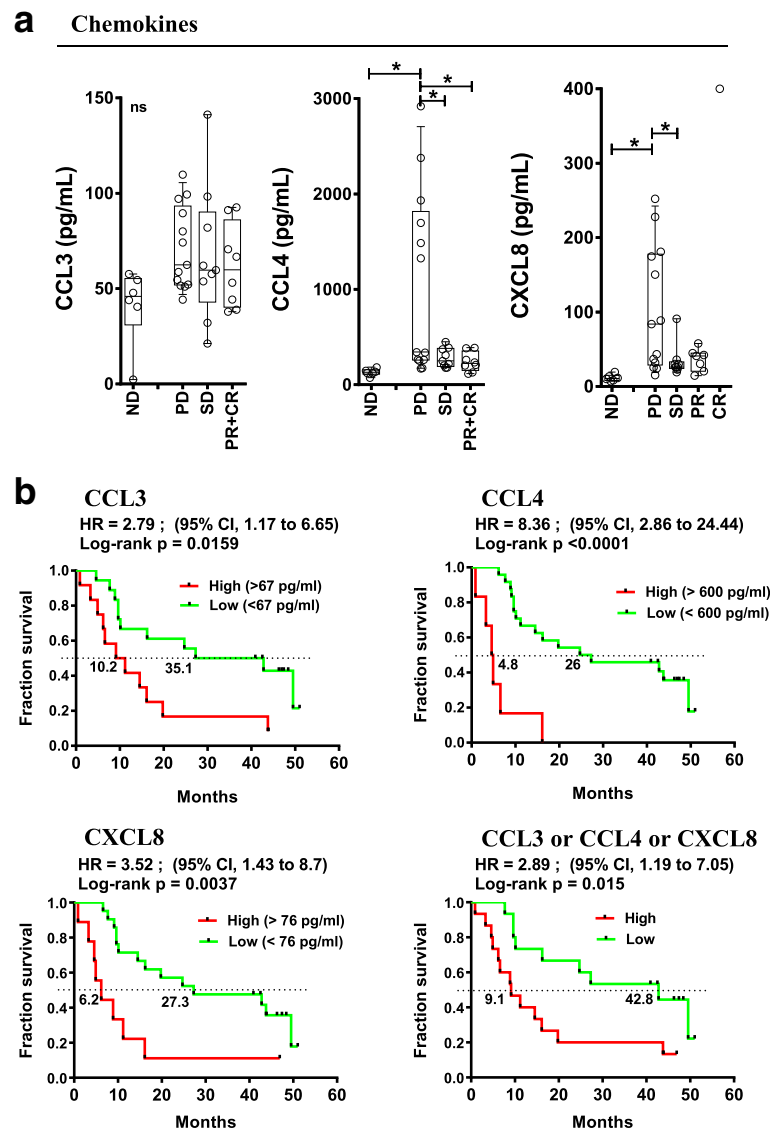 a Chemokines
CCL3 (pg/mL)
150
100
50
0
ns
ND
PD
SD
PR+CR
CCL4 (pg/mL)
3000
2000
1000
0
*
*
*
ND
PD
SD
PR+CR
CXCL8 (pg/mL)
400
300
200
100
0
*
*
ND
PD
SD
PR
CR
b
CCL3
HR = 2.79 ; (95% CI, 1.17 to 6.65)
Log-rank p = 0.0159
Fraction survival
1.0
0.8
0.6
0.4
0.2
0.0
High (>67 pg/ml)
Low (<67 pg/ml)
10.2
35.1
0 10 20 30 40 50 60
Months
CCL4
HR = 8.36 ; (95% CI, 2.86 to 24.44)
Log-rank p <0.0001
Fraction survival
1.0
0.8
0.6
0.4
0.2
0.0
High (> 600 pg/ml)
Low (< 600 pg/ml)
4.8
26
0 10 20 30 40 50 60
Months
CXCL8
HR = 3.52 ; (95% CI, 1.43 to 8.7)
Log-rank p = 0.0037
Fraction survival
1.0
0.8
0.6
0.4
0.2
0.0
High (> 76 pg/ml)
Low (< 76 pg/ml)
6.2
27.3
0 10 20 30 40 50 60
Months
CCL3 or CCL4 or CXCL8
HR = 2.89 ; (95% CI, 1.19 to 7.05)
Log-rank p = 0.015
Fraction survival
1.0
0.8
0.6
0.4
0.2
0.0
High
Low
9.1
42.8
0 10 20 30 40 50 60
Months